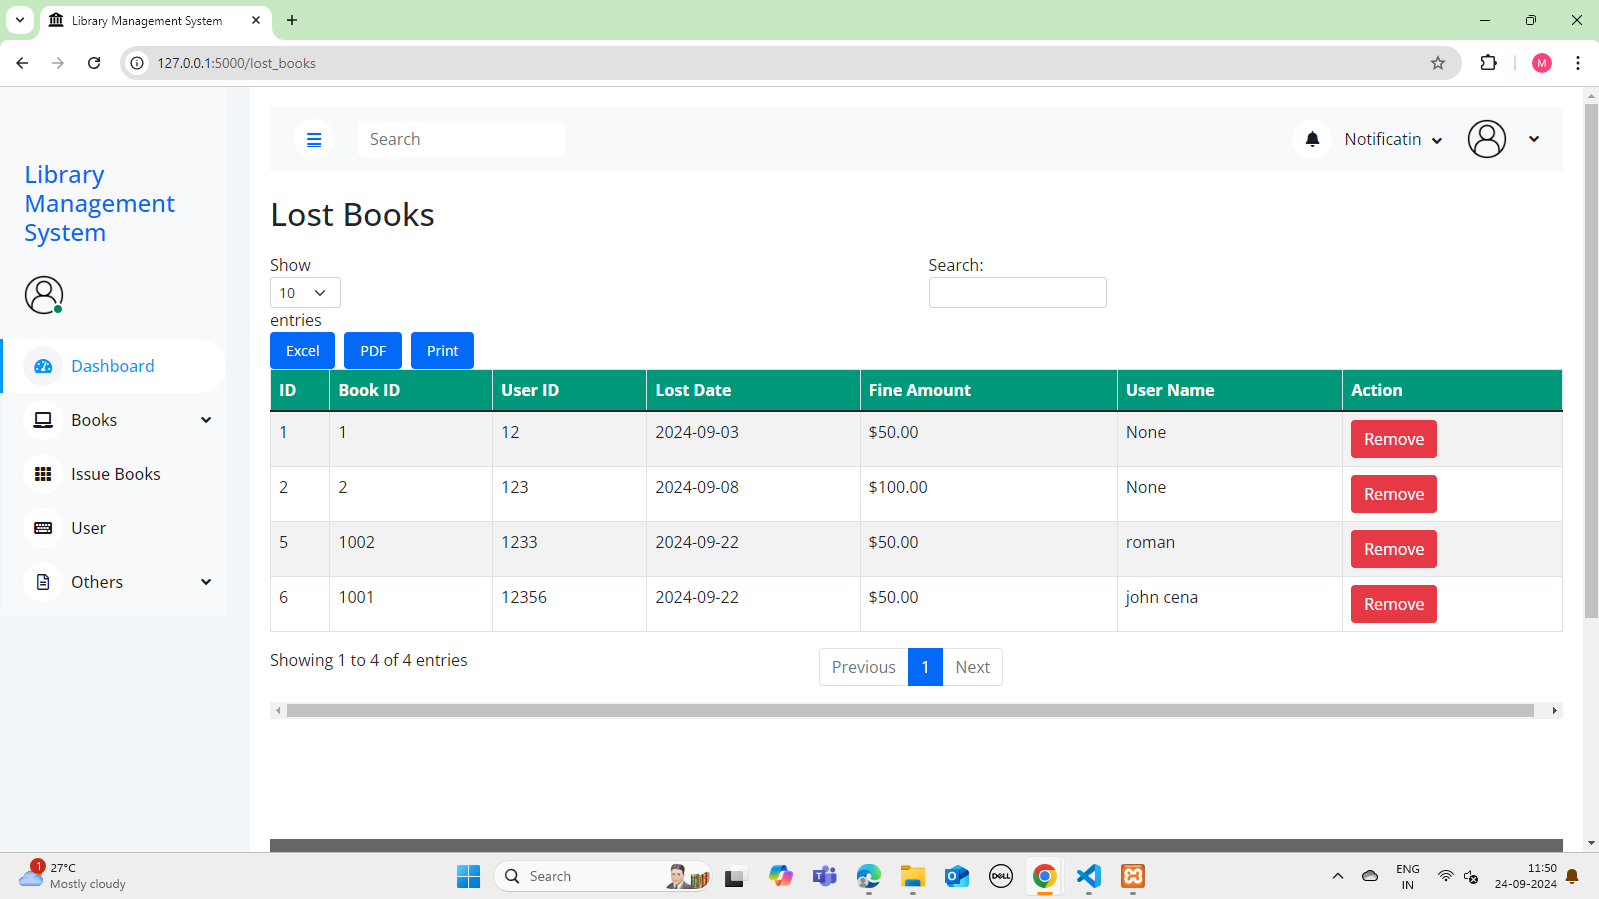 Library Management System
127.0.0.1:5000/lost_books
M
Library
Management
System
Dashboard
Books
Issue Books
User
Others
Search
Notificatin
Lost Books
Show
10
entries
Search:
Excel PDF Print
ID Book ID User ID Lost Date Fine Amount User Name Action
1 1 12 2024-09-03 $50.00 None Remove
2 2 123 2024-09-08 $100.00 None Remove
5 1002 1233 2024-09-22 $50.00 roman Remove
6 1001 12356 2024-09-22 $50.00 john cena Remove
Showing 1 to 4 of 4 entries
Previous 1 Next
1
27°C
Mostly cloudy
Search
DELL
ENG
IN
11:50
24-09-2024